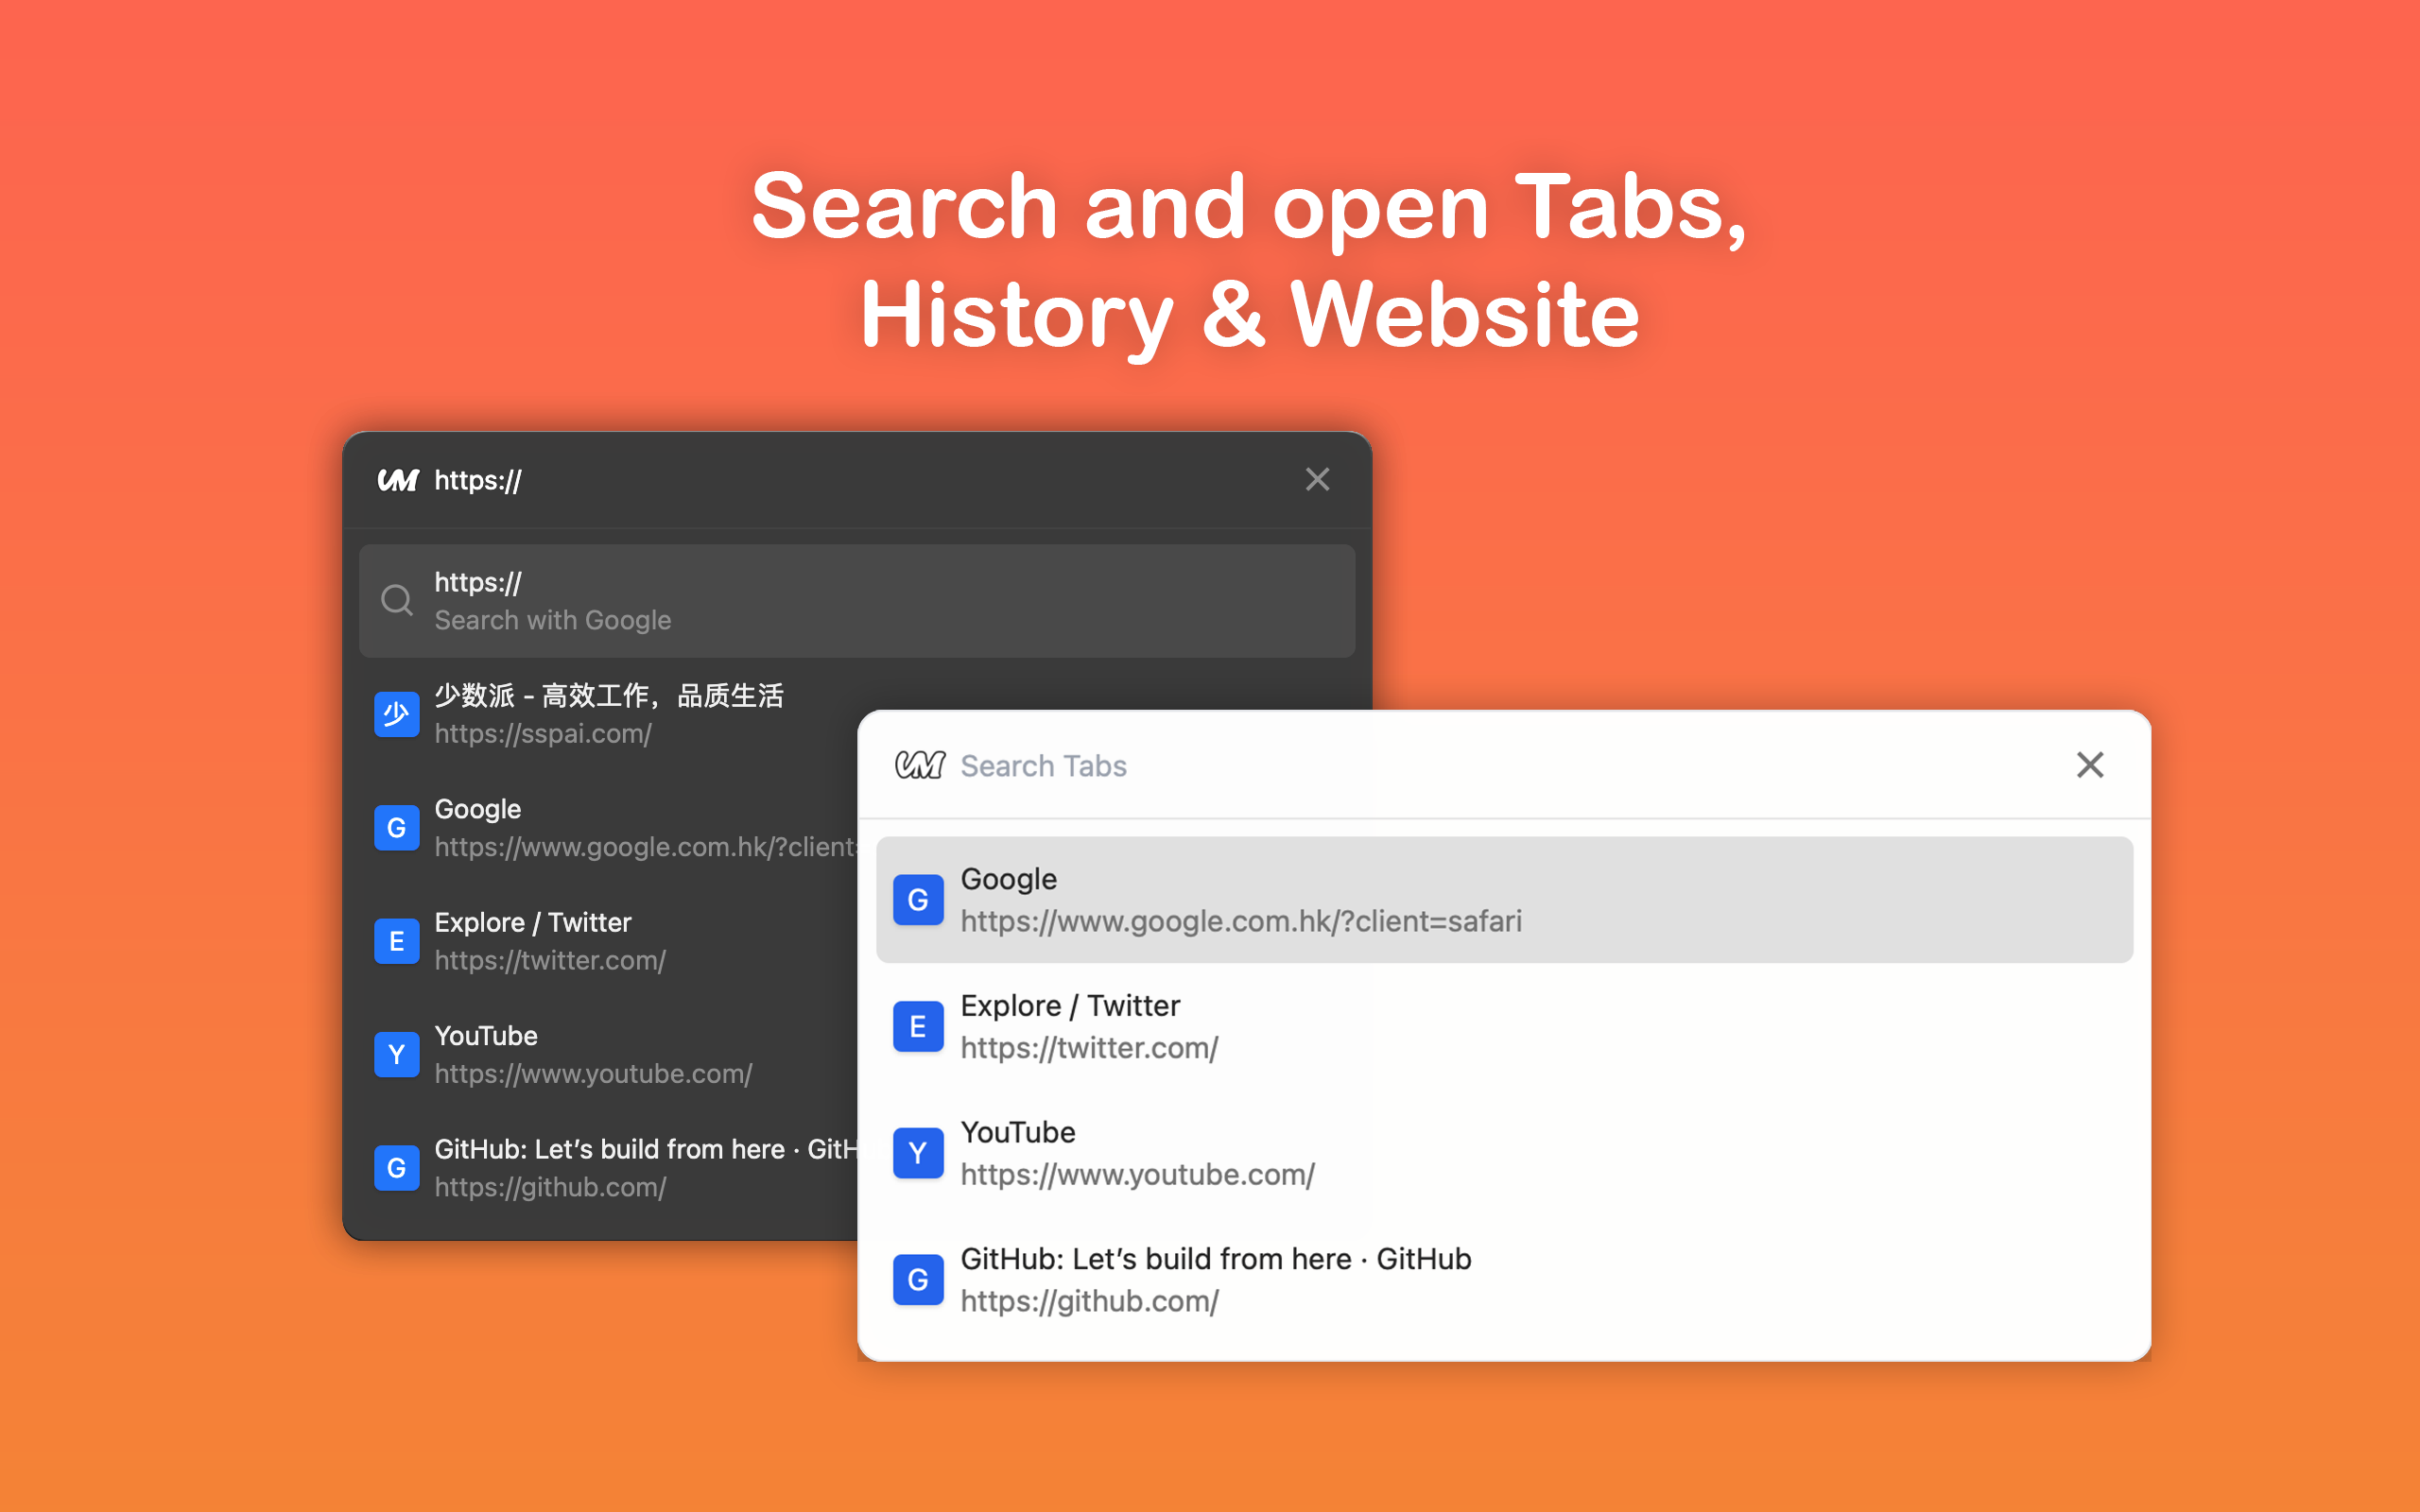 Search and open Tabs,
History & Website
https://
https://
Search with Google
少
少数派 - 高效工作，品质生活
https://sspai.com/
G
Google
https://www.google.com.hk/?client=
E
Explore / Twitter
https://twitter.com/
Y
YouTube
https://www.youtube.com/
G
GitHub: Let’s build from here · GitH
https://github.com/
Search Tabs
G
Google
https://www.google.com.hk/?client=safari
E
Explore / Twitter
https://twitter.com/
Y
YouTube
https://www.youtube.com/
G
GitHub: Let’s build from here · GitHub
https://github.com/